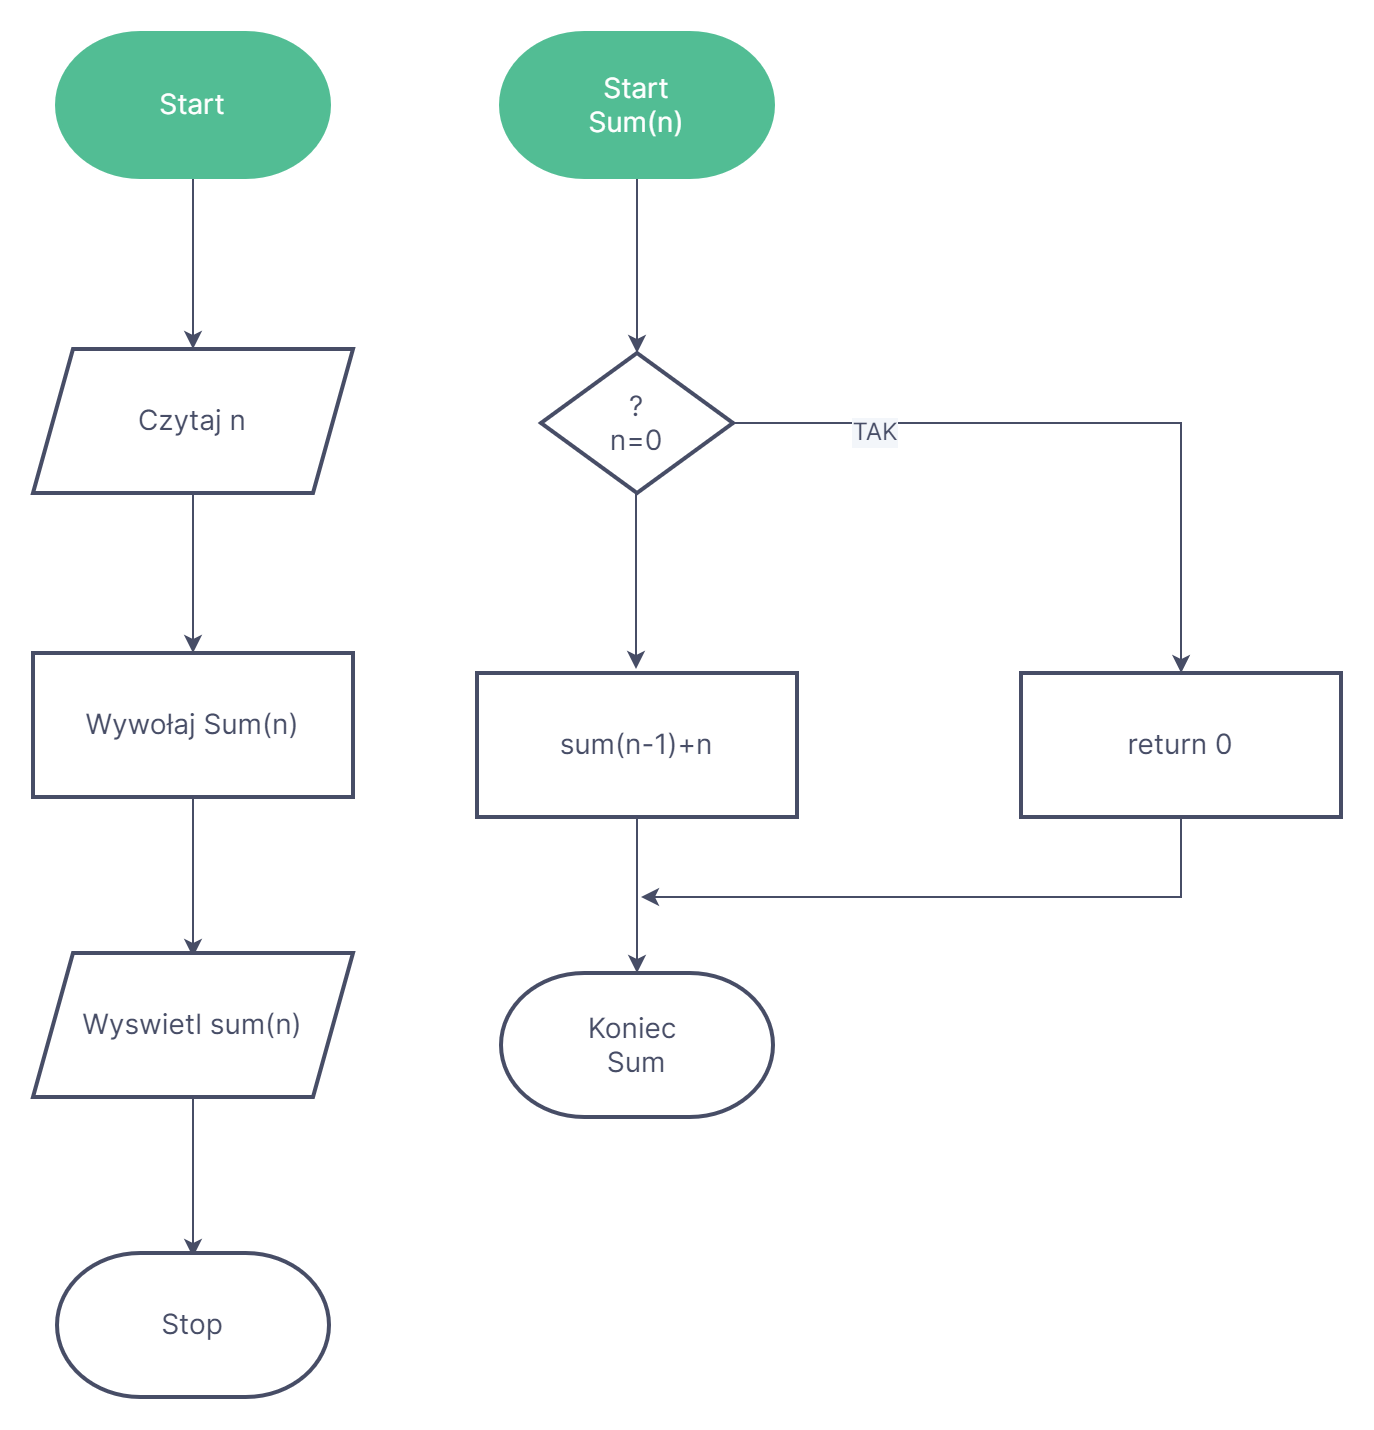 Start
Czytaj n
Wywołaj Sum(n)
Wyswietl sum(n)
Stop
Start
Sum(n)
?
n=0
TAK
sum(n-1)+n
return 0
Koniec
Sum